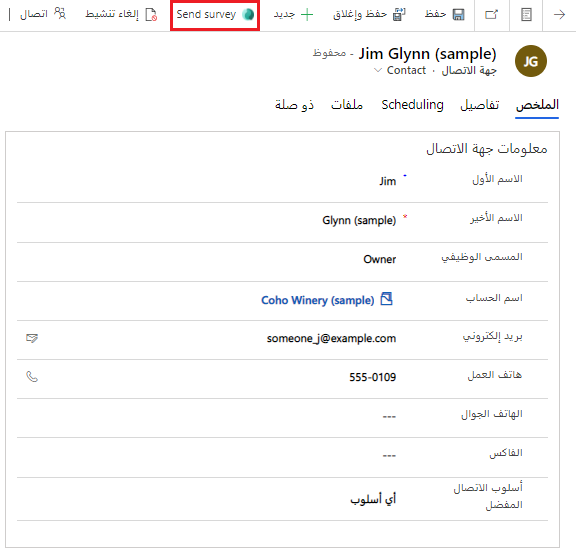 حفظ
حفظ وإغلاق
جديد
Send survey
إلغاء تنشيط
اتصال
JG
Jim Glynn (sample) - محفوظ
جهة الاتصال · Contact
الملخص
تفاصيل
Scheduling
ملفات
ذو صلة
معلومات جهة الاتصال
الاسم الأول * Jim
الاسم الأخير * Glynn (sample)
المسمى الوظيفي Owner
اسم الحساب Coho Winery (sample)
بريد إلكتروني someone_j@example.com
هاتف العمل 555-0109
الهاتف الجوال ---
الفاكس ---
أسلوب الاتصال
المفضل
أي أسلوب